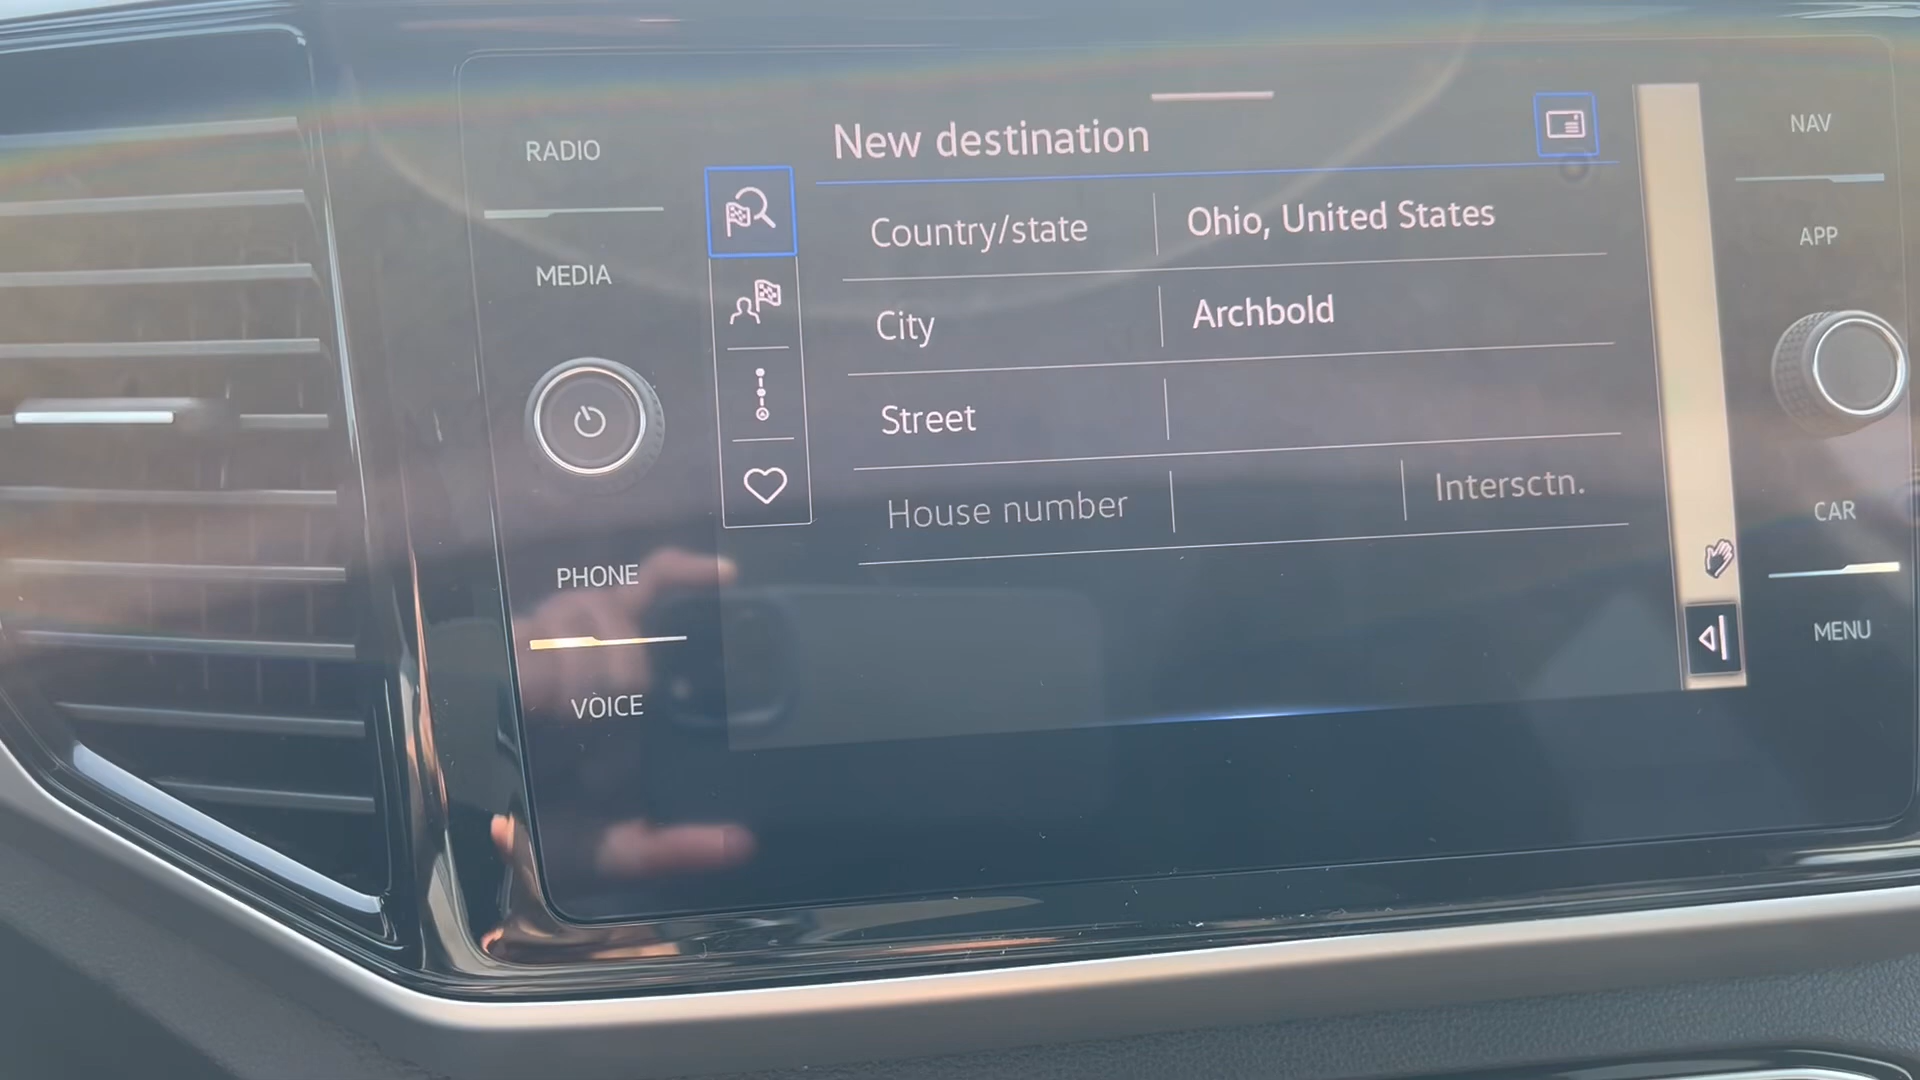 RADIO
MEDIA
PHONE
VOICE
New destination
Country/state Ohio, United States
City Archbold
Street
House number Intersctn.
NAV
APP
CAR
MENU